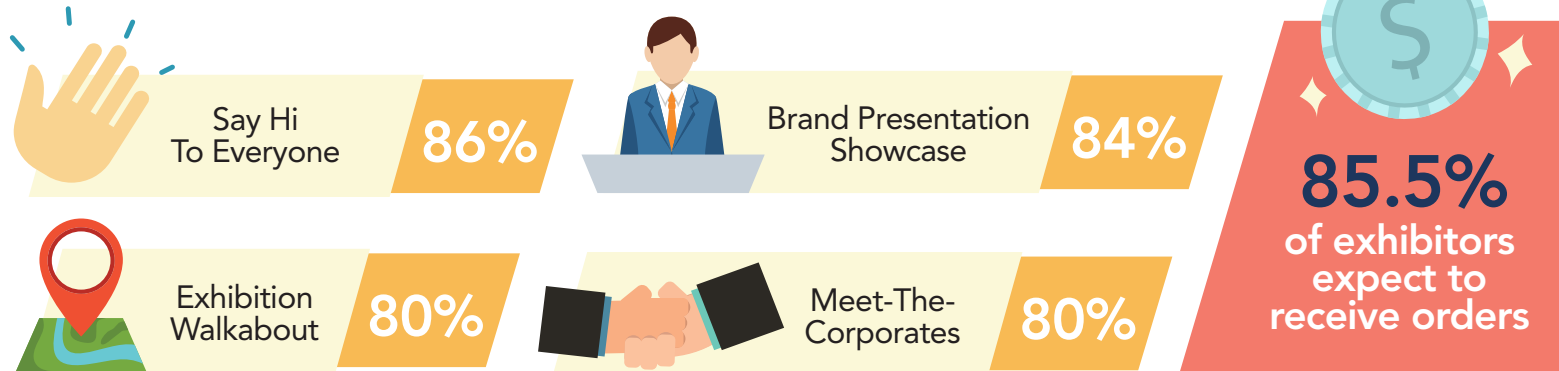 Say Hi
To Everyone
86%
Brand Presentation
Showcase
84%
Exhibition
Walkabout
80%
Meet-The-
Corporates
80%
$
85.5%
of exhibitors
expect to
receive orders